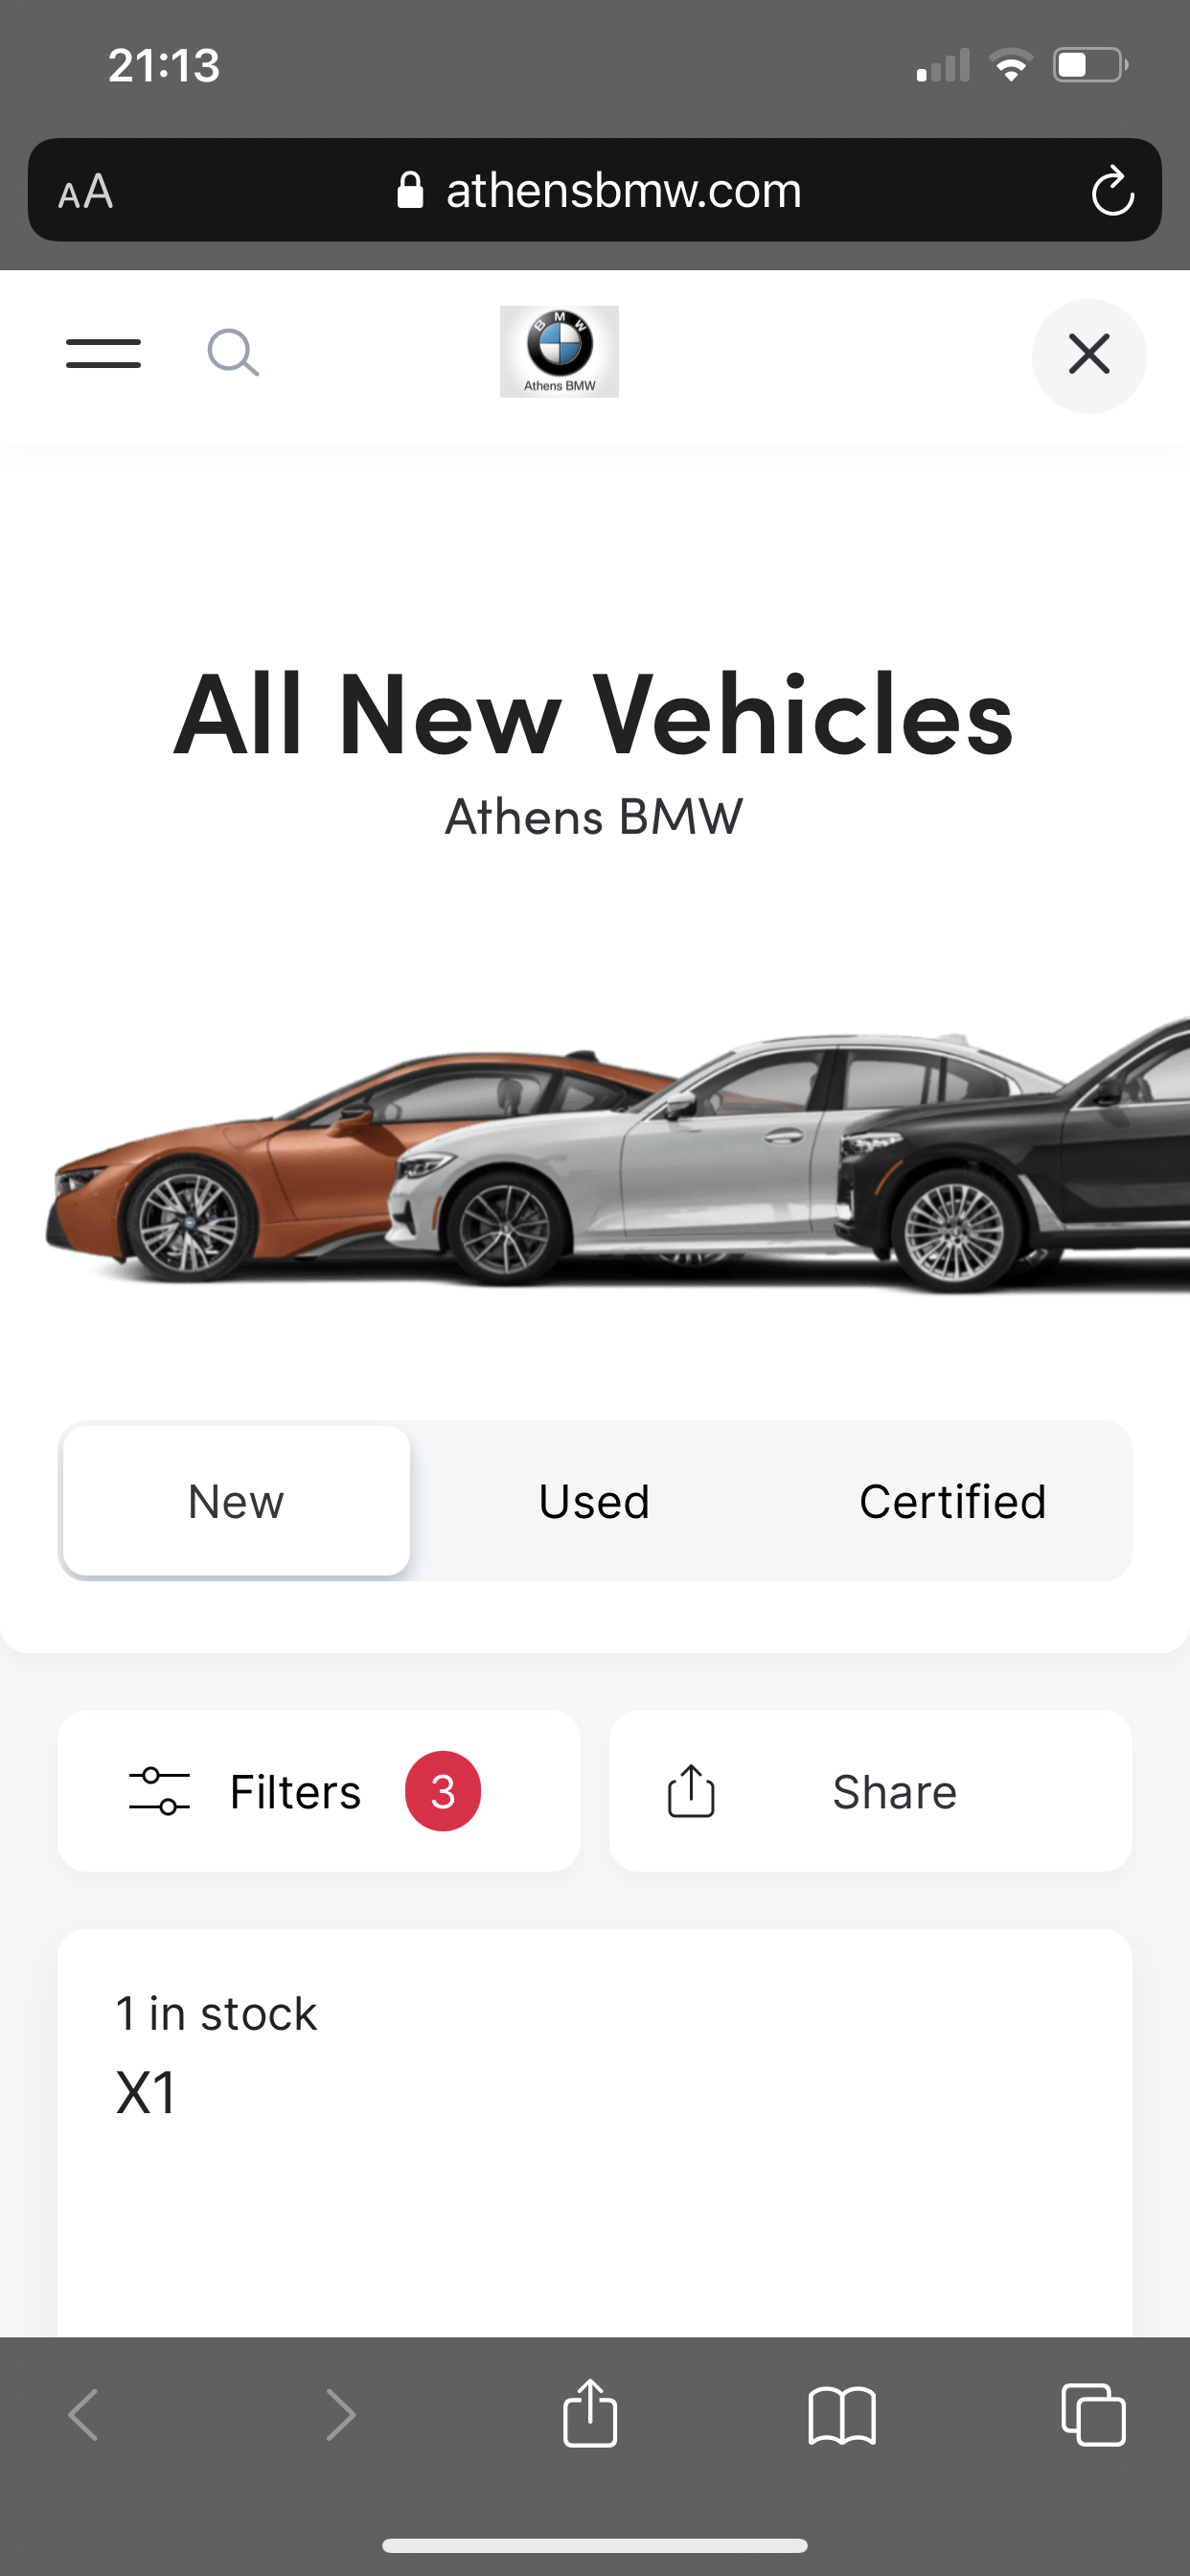 21:13
AA
athensbmw.com
BMW
Athens BMW
All New Vehicles
Athens BMW
New
Used
Certified
Filters
3
Share
1 in stock
X1